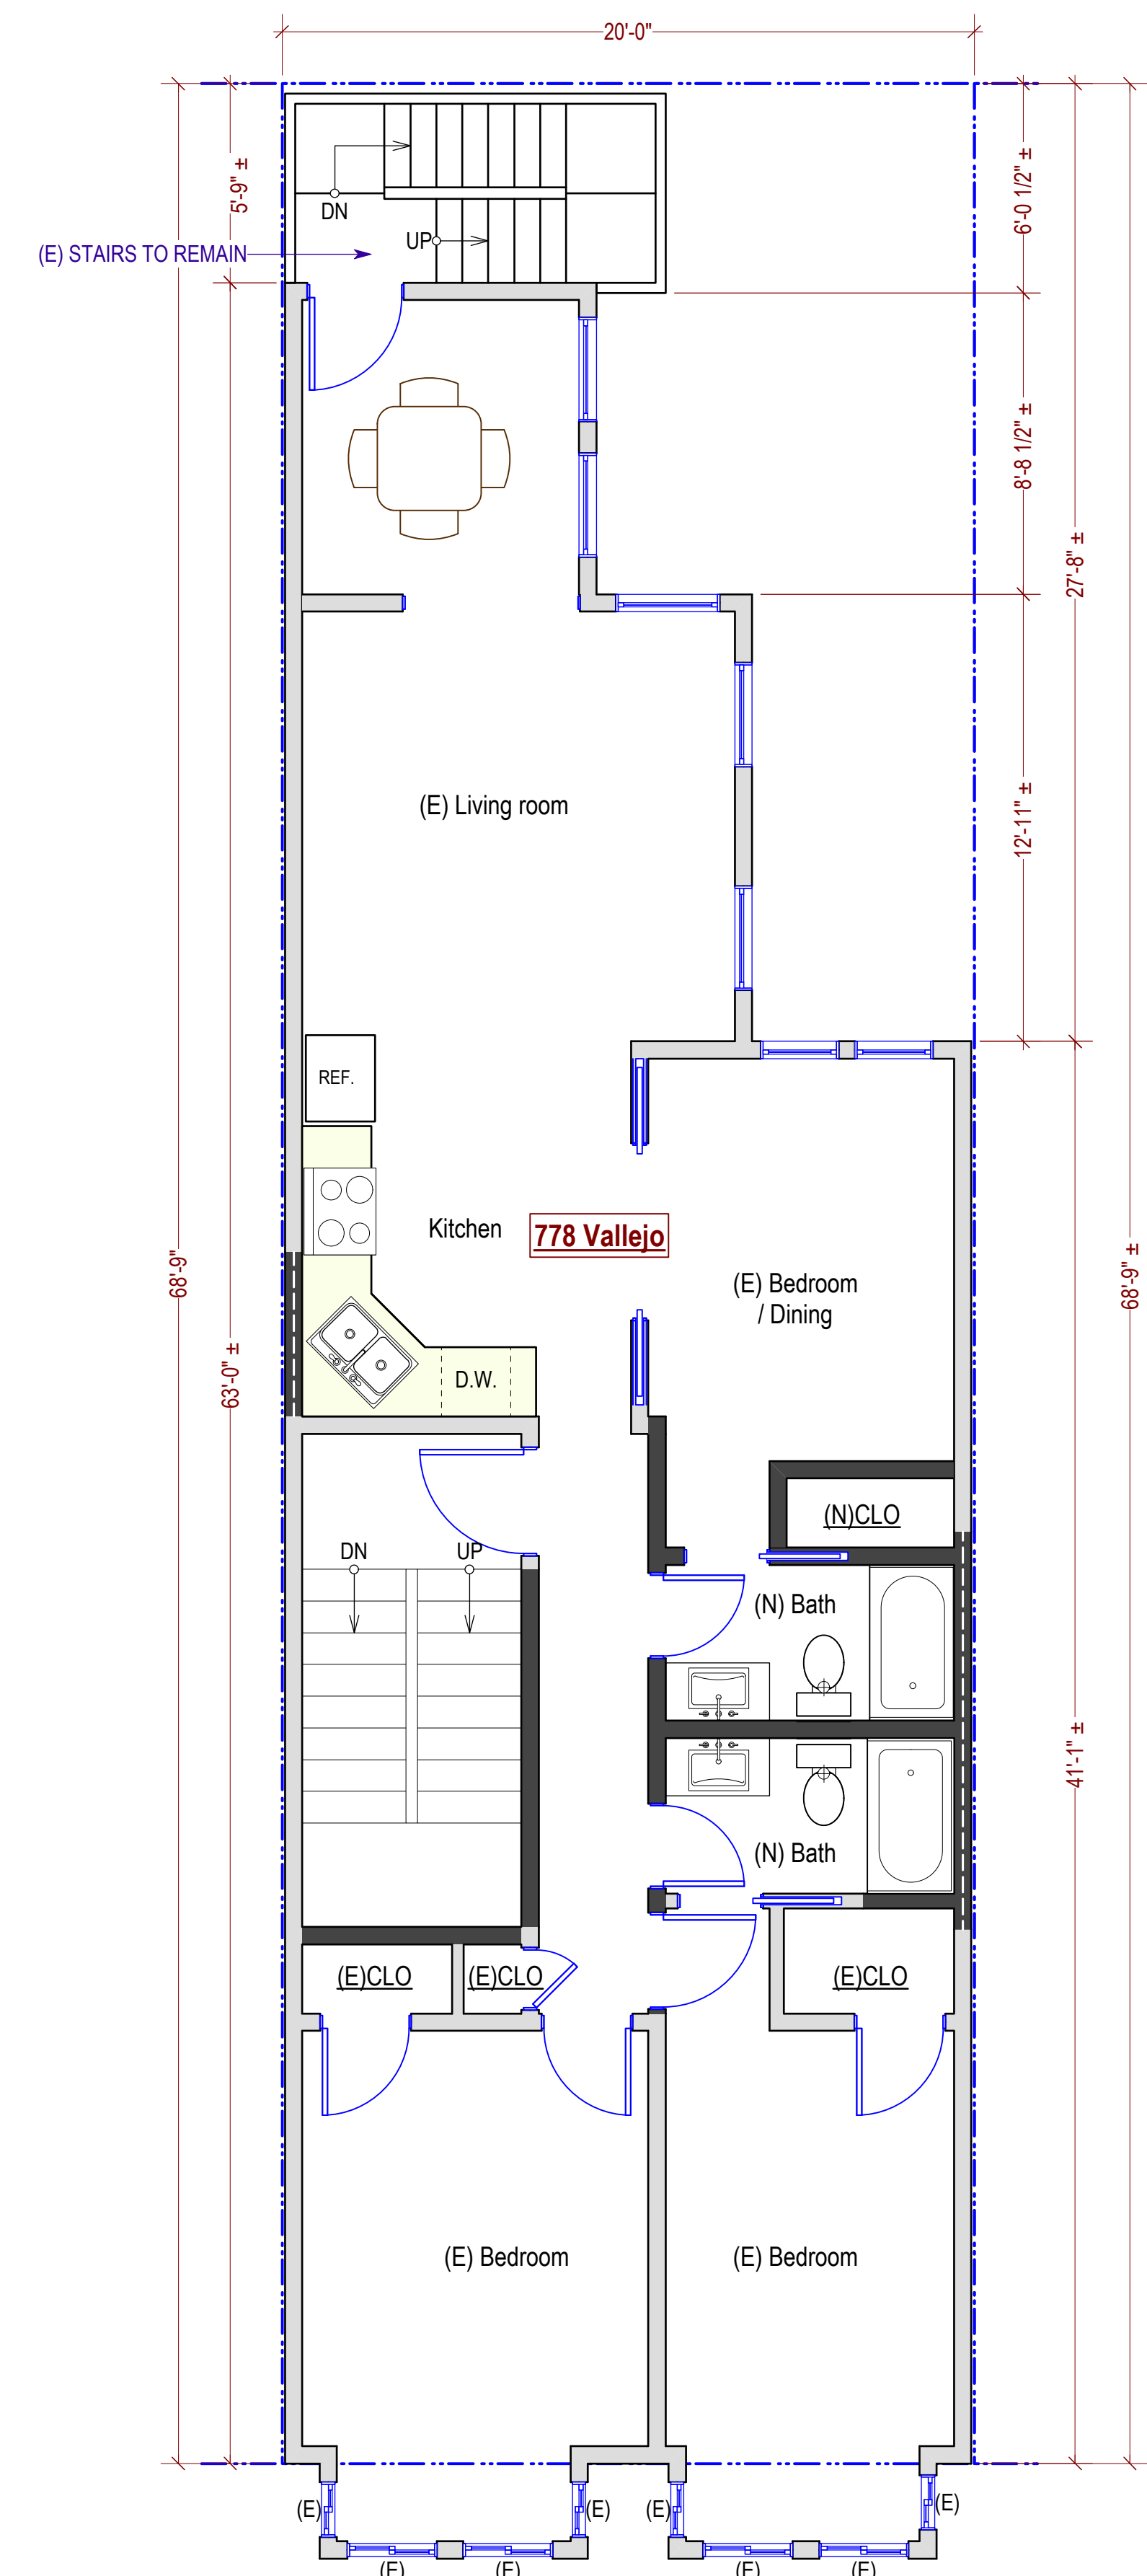 20'-0"
5'-9" ±
6'-0 1/2" ±
DN
UP
(E) STAIRS TO REMAIN
8'-8 1/2" ±
27'-8" ±
(E) Living room
12'-11" ±
REF.
Kitchen
778 Vallejo
68'-9"
68'-9" ±
(E) Bedroom
/ Dining
63'-0" ±
D.W.
(N)CLO
DN
UP
(N) Bath
41'-1" ±
(N) Bath
(E)CLO
(E)CLO
(E)CLO
(E) Bedroom
(E) Bedroom
(E)
(E)
(E)
(E)
(E)
(E)
(E)
(E)